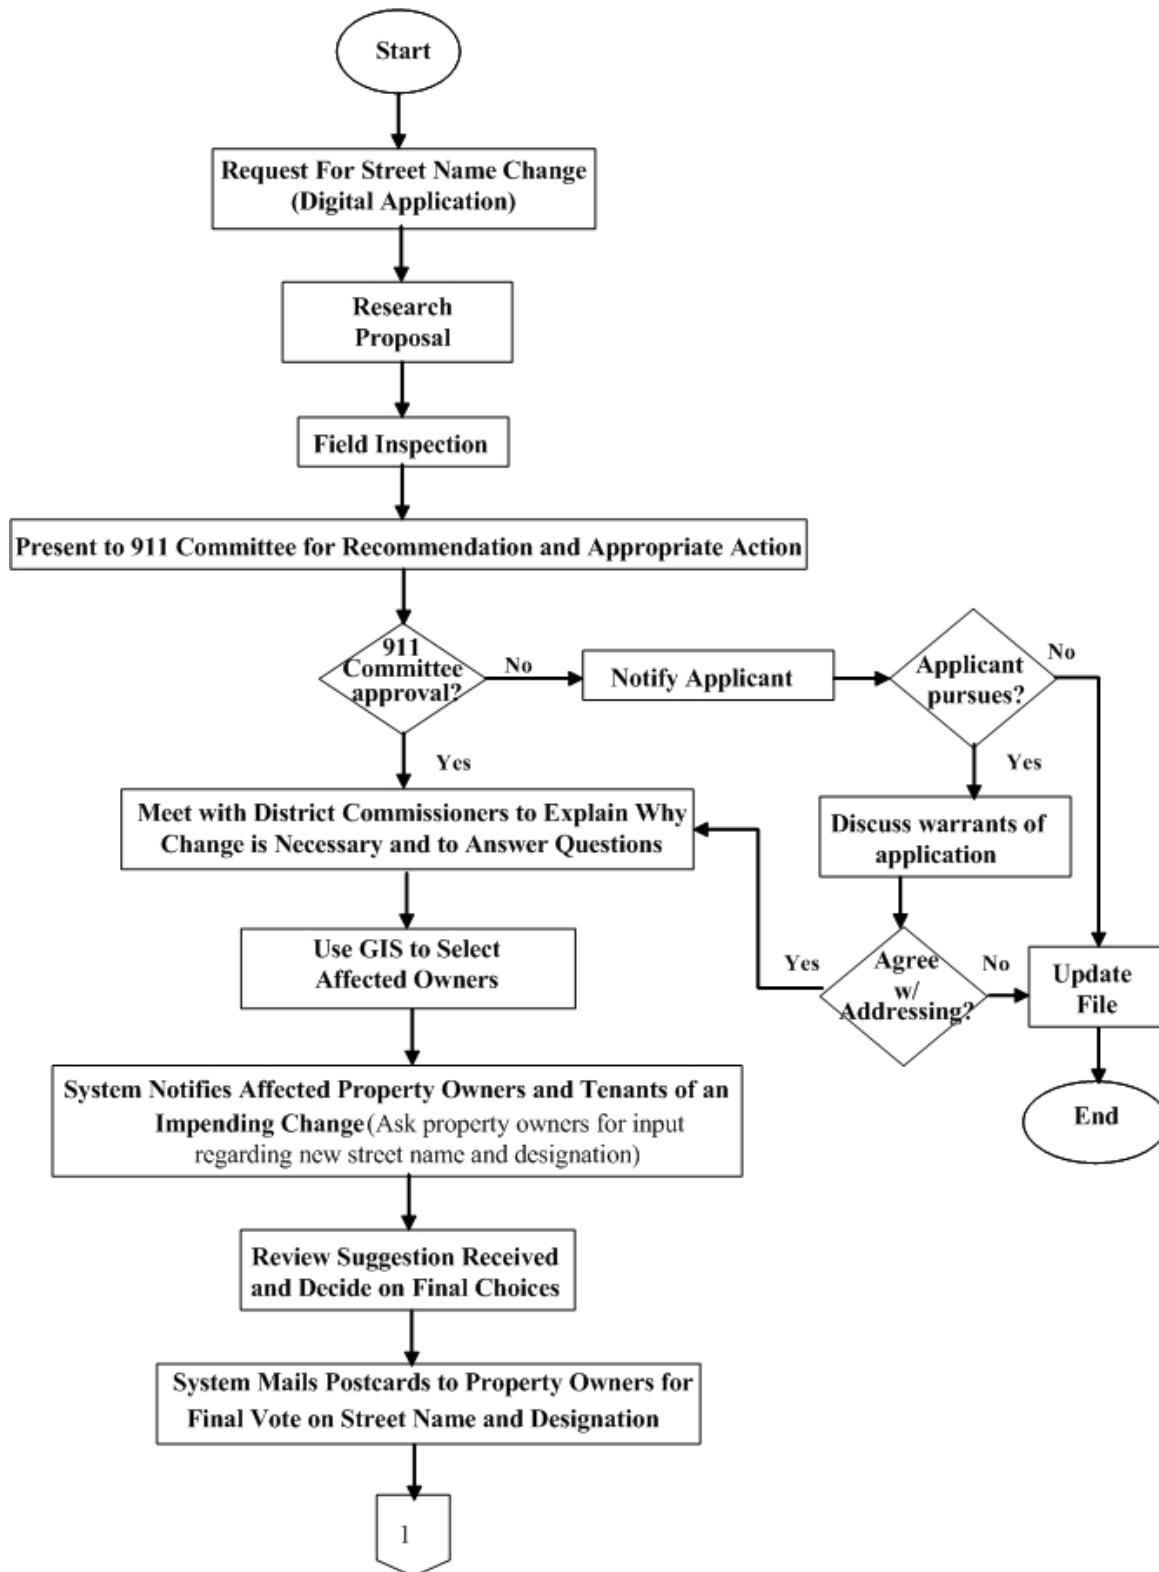 Start
Request For Street Name Change
(Digital Application)
Research
Proposal
Field Inspection
Present to 911 Committee for Recommendation and Appropriate Action
911
Committee
approval?
No
Notify Applicant
Applicant
pursues?
No
Yes
Yes
Meet with District Commissioners to Explain Why
Change is Necessary and to Answer Questions
Discuss warrants of
application
Use GIS to Select
Affected Owners
Yes
Agree
w/
Addressing?
No
Update
File
End
System Notifies Affected Property Owners and Tenants of an
Impending Change(Ask property owners for input
regarding new street name and designation)
Review Suggestion Received
and Decide on Final Choices
System Mails Postcards to Property Owners for
Final Vote on Street Name and Designation
1